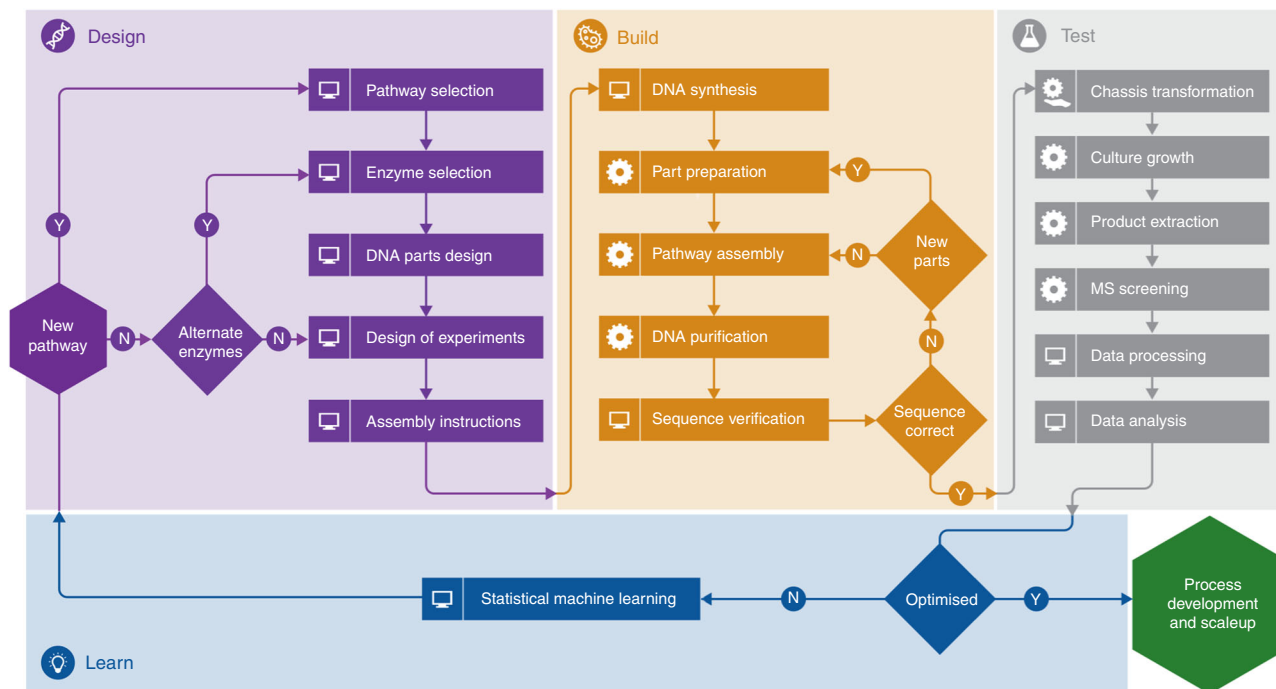 Design
Pathway selection
Enzyme selection
Y
Y
DNA parts design
New
pathway
N
Alternate
enzymes
N
Design of experiments
Assembly instructions
Build
DNA synthesis
Part preparation
Y
Pathway assembly
N
New
parts
DNA purification
N
Sequence verification
Sequence
correct
Y
Test
Chassis transformation
Culture growth
Product extraction
MS screening
Data processing
Data analysis
Statistical machine learning
N
Optimised
Y
Process
development
and scaleup
Learn